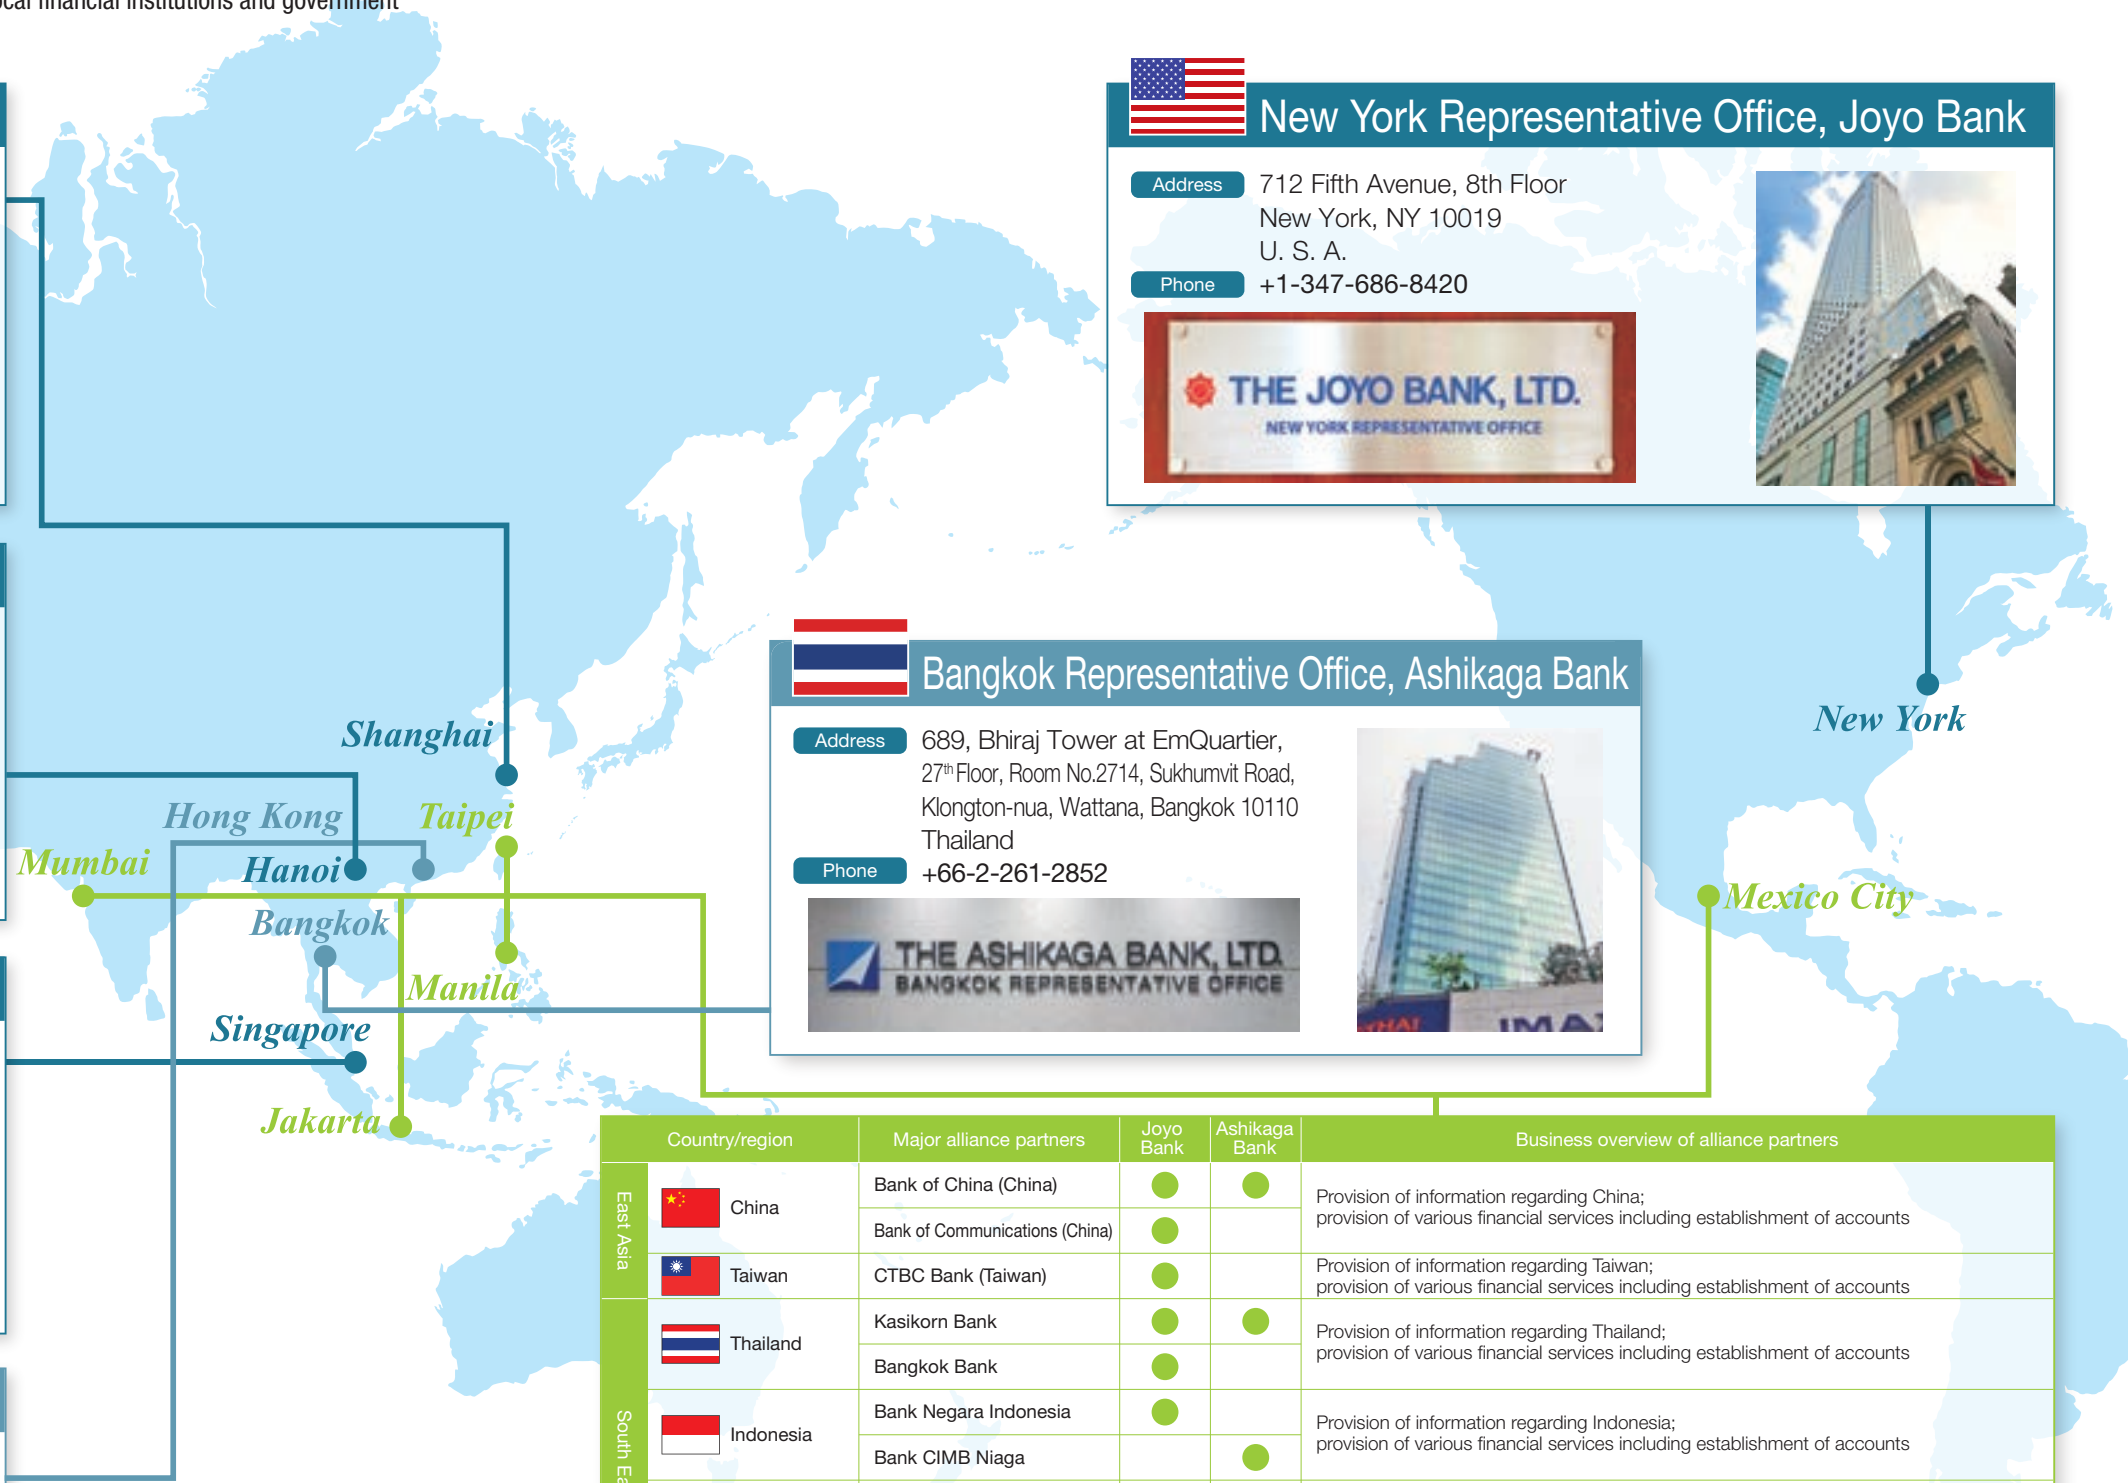 local financial institutions and government
New York Representative Office, Joyo Bank
Address
712 Fifth Avenue, 8th Floor
New York, NY 10019
U. S. A.
Phone
+1-347-686-8420
THE JOYO BANK, LTD.
NEW YORK REPRESENTATIVE OFFICE
Bangkok Representative Office, Ashikaga Bank
Address
689, Bhiraj Tower at EmQuartier,
27th Floor, Room No.2714, Sukhumvit Road,
Klongton-nua, Wattana, Bangkok 10110
Thailand
Phone
+66-2-261-2852
THE ASHIKAGA BANK, LTD.
BANGKOK REPRESENTATIVE OFFICE
THAI
IMA
Shanghai
New York
Hong Kong
Taipei
Mumbai
Hanoi
Mexico City
Bangkok
Manila
Singapore
Jakarta
Country/region
Major alliance partners
Joyo
Bank
Ashikaga
Bank
Business overview of alliance partners
East Asia
China
Bank of China (China)
Bank of Communications (China)
Provision of information regarding China;
provision of various financial services including establishment of accounts
Taiwan
CTBC Bank (Taiwan)
Provision of information regarding Taiwan;
provision of various financial services including establishment of accounts
South Ea
Thailand
Kasikorn Bank
Bangkok Bank
Provision of information regarding Thailand;
provision of various financial services including establishment of accounts
Indonesia
Bank Negara Indonesia
Bank CIMB Niaga
Provision of information regarding Indonesia;
provision of various financial services including establishment of accounts